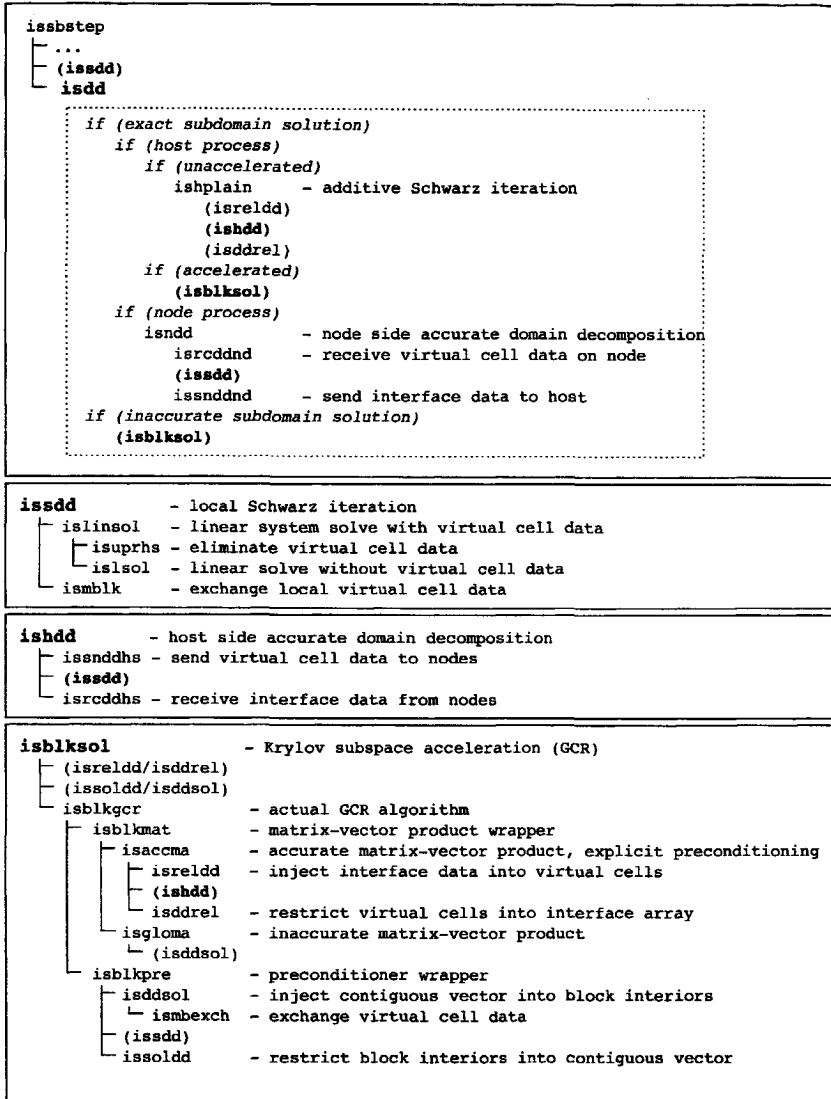 issbstep
...
(issdd)
isdd
if (exact subdomain solution)
if (host process)
if (unaccelerated)
ishplain - additive Schwarz iteration
(isreldd)
(ishdd)
(isddrel)
if (accelerated)
(isblksol)
if (node process)
isndd - node side accurate domain decomposition
isrcddnd - receive virtual cell data on node
(issdd)
issnddnd - send interface data to host
if (inaccurate subdomain solution)
(isblksol)
issdd - local Schwarz iteration
islinsol - linear system solve with virtual cell data
isuprhs - eliminate virtual cell data
islsol - linear solve without virtual cell data
ismblk - exchange local virtual cell data
ishdd - host side accurate domain decomposition
issnddhs - send virtual cell data to nodes
(issdd)
isrcddhs - receive interface data from nodes
isblksol - Krylov subspace acceleration (GCR)
(isreldd/isddrel)
(issoldd/isddsol)
isblkgcr - actual GCR algorithm
isblkmat - matrix-vector product wrapper
isaccma - accurate matrix-vector product, explicit preconditioning
isreldd - inject interface data into virtual cells
(ishdd)
isddrel - restrict virtual cells into interface array
isgloma - inaccurate matrix-vector product
(isddsol)
isblkpre - preconditioner wrapper
isddsol - inject contiguous vector into block interiors
ismbexch - exchange virtual cell data
(issdd)
issoldd - restrict block interiors into contiguous vector